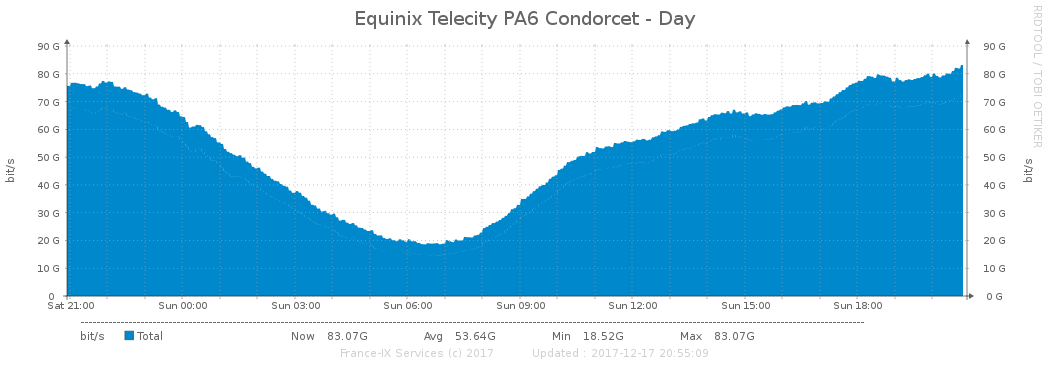 Equinix Telecity PA6 Condorcet - Day
RRDTOOL / TOBI OETIKER
90 G 90 G
80 G 80 G
70 G 70 G
60 G 60 G
50 G 50 G
40 G 40 G
30 G 30 G
20 G 20 G
10 G 10 G
0 0 G
bit/s bit/s
Sat 21:00 Sun 00:00 Sun 03:00 Sun 06:00 Sun 09:00 Sun 12:00 Sun 15:00 Sun 18:00
bit/s Total Now 83.07G Avg 53.64G Min 18.52G Max 83.07G
France-IX Services (c) 2017 Updated : 2017-12-17 20:55:09